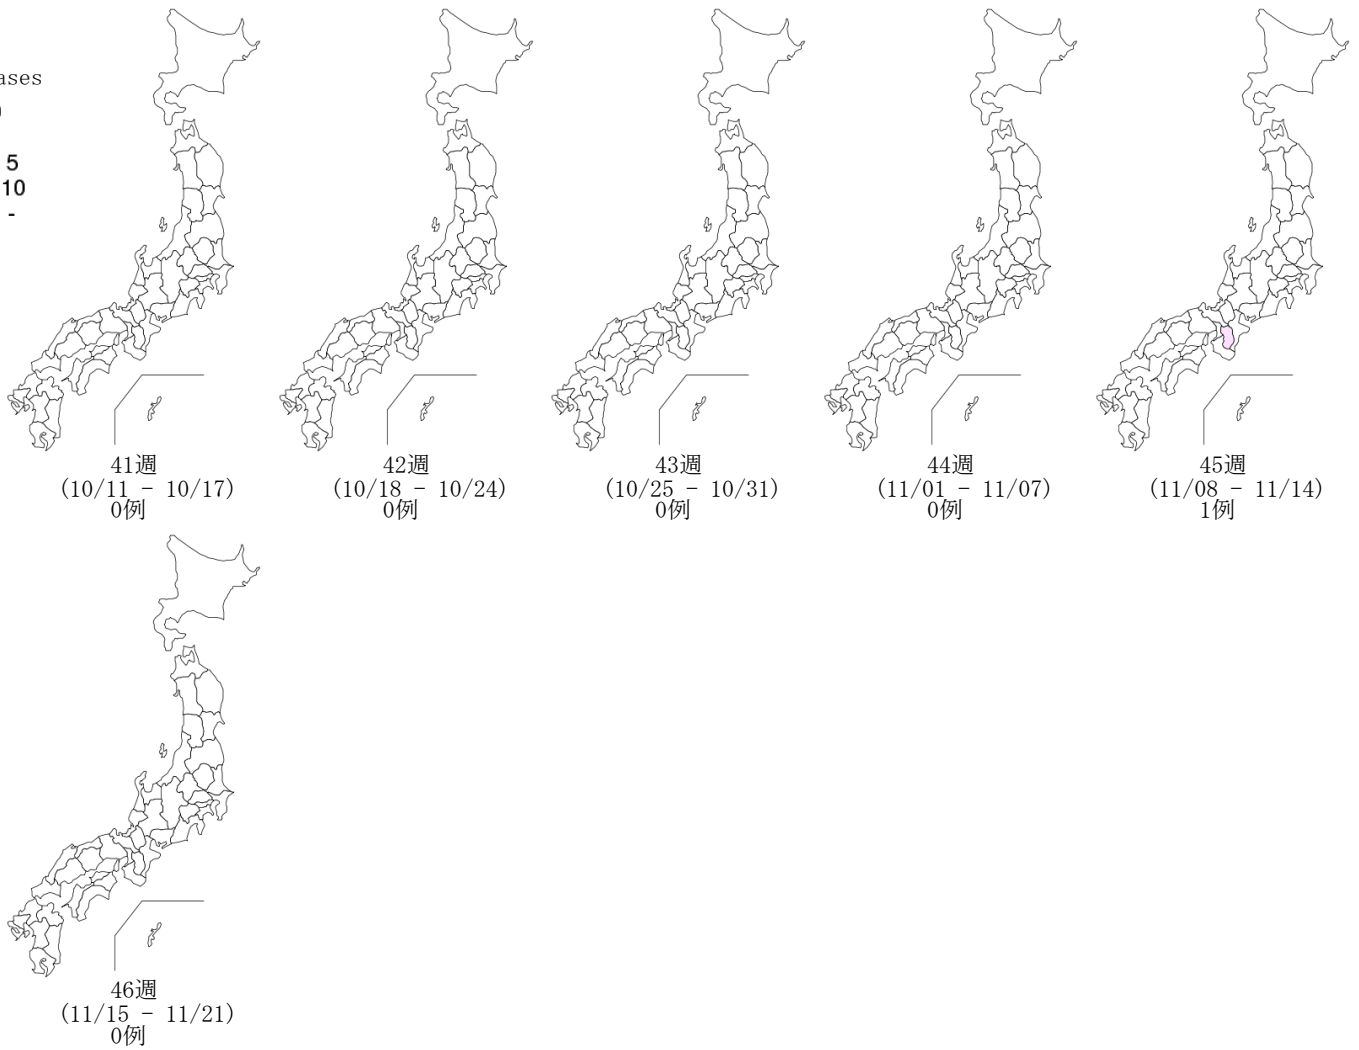 5
10
-
41週
(10/11 - 10/17)
0例
42週
(10/18 - 10/24)
0例
43週
(10/25 - 10/31)
0例
44週
(11/01 - 11/07)
0例
45週
(11/08 - 11/14)
1例
46週
(11/15 - 11/21)
0例